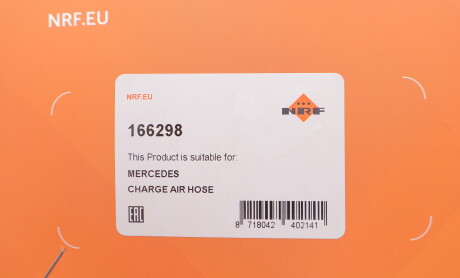 NRF.EU
NRF.EU
NRF
166298
This Product is suitable for:
MERCEDES
CHARGE AIR HOSE
EAC
8 718042 402141